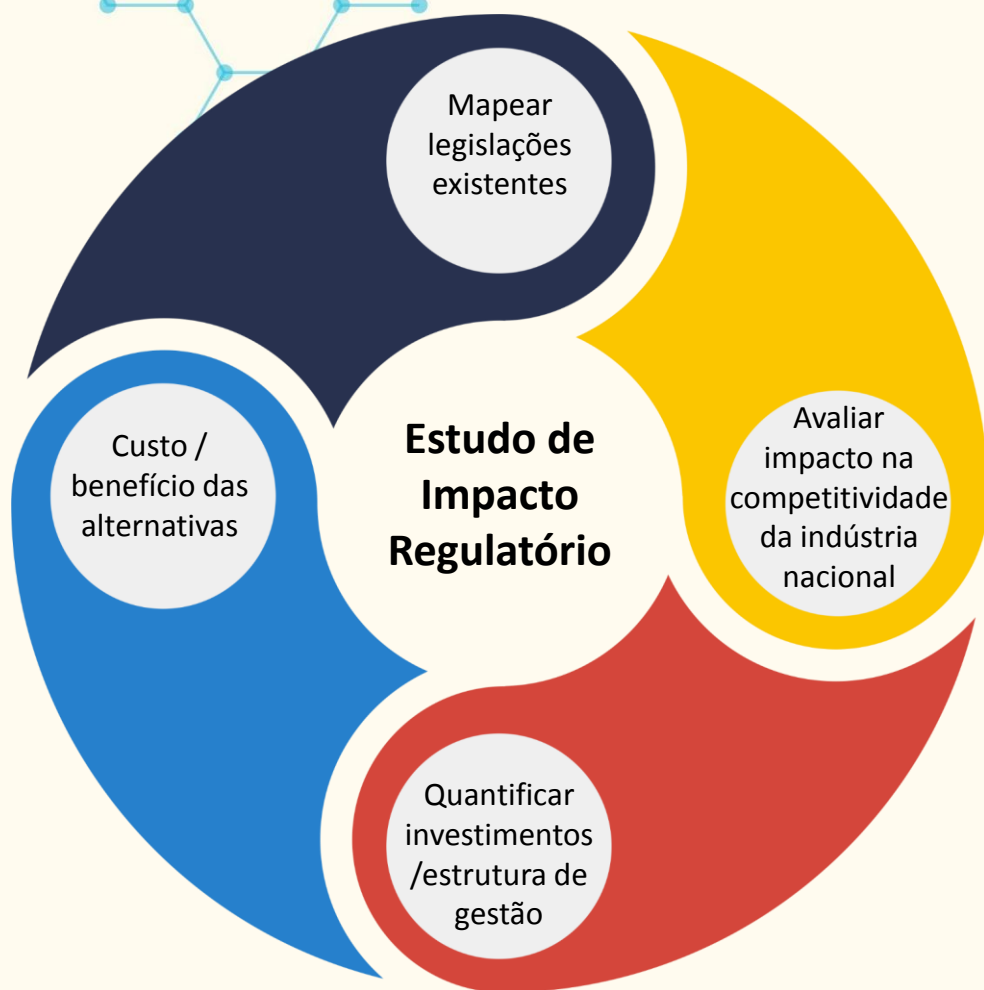 Mapear
legislações
existentes
Avaliar
impacto na
competitividade
da indústria
nacional
Quantificar
investimentos
/estrutura de
gestão
Custo /
benefício das
alternativas
Estudo de
Impacto
Regulatório